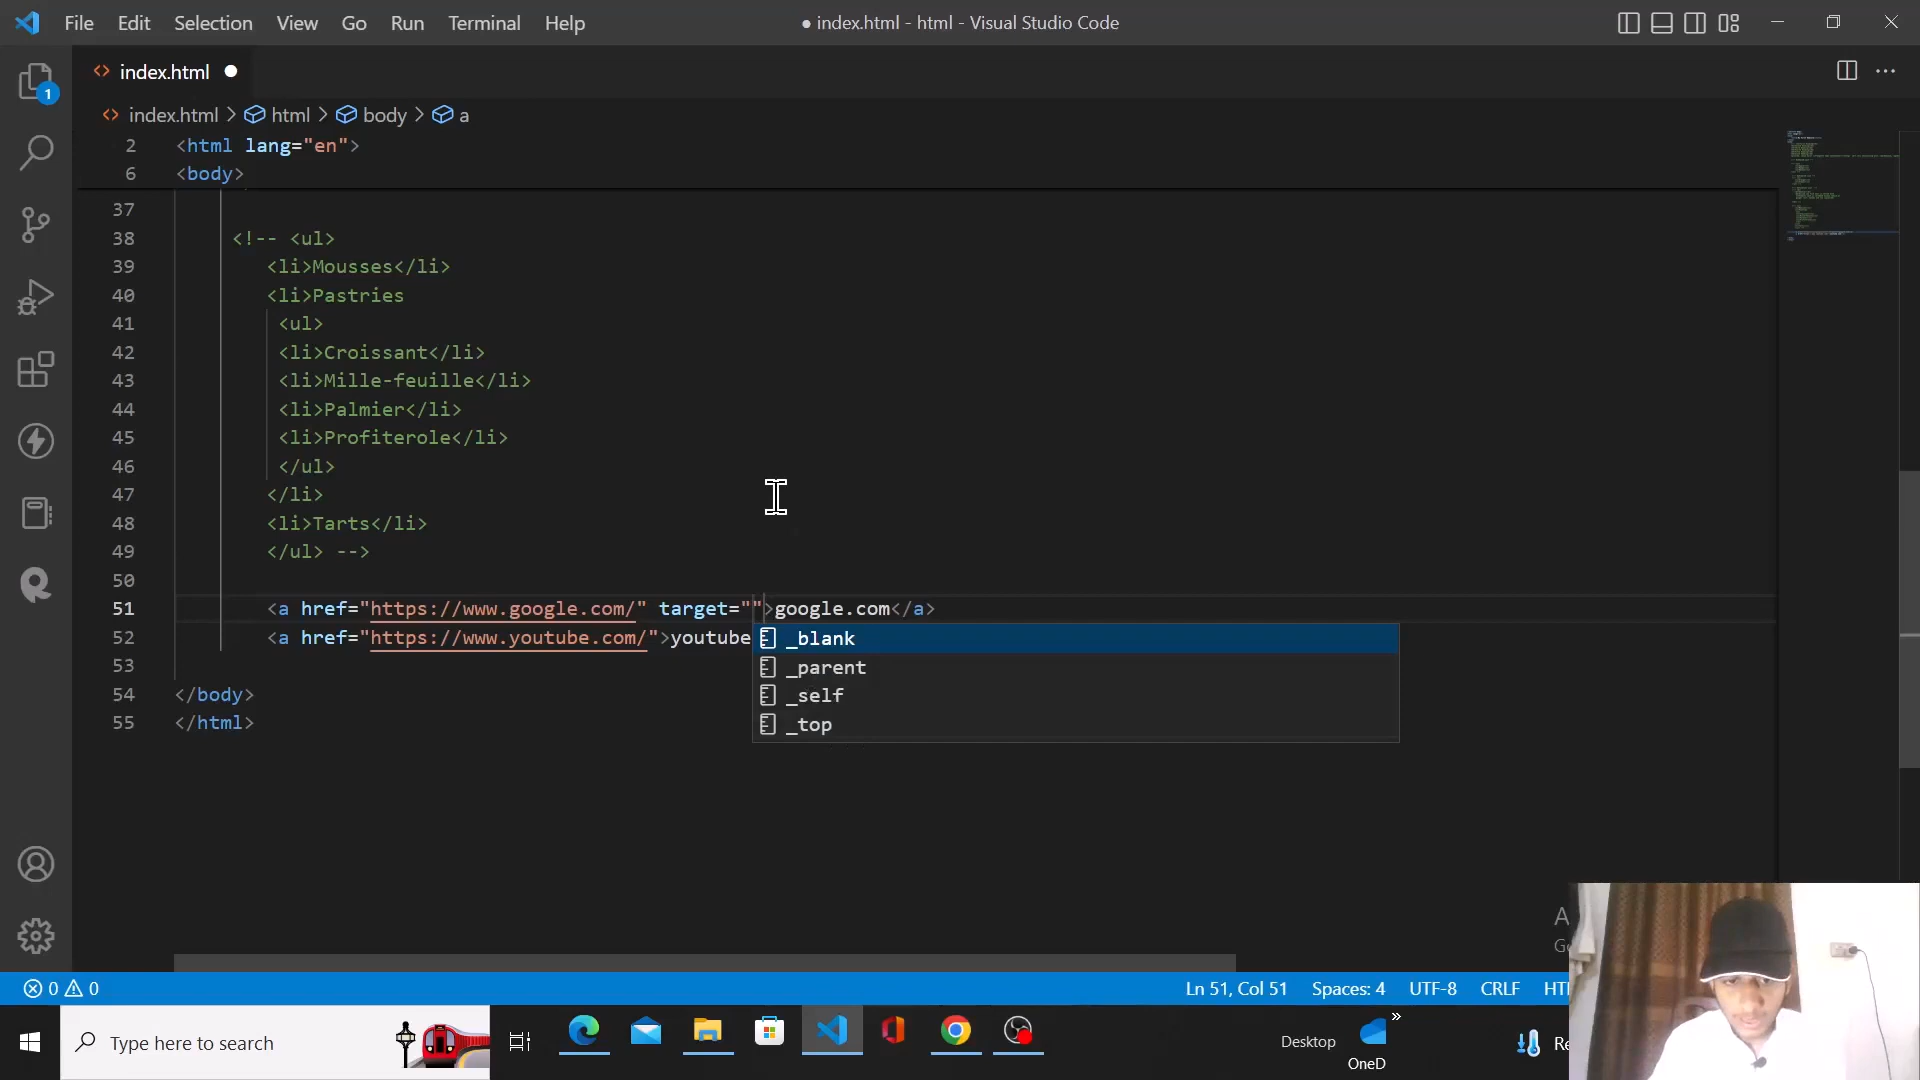 File Edit Selection View Go Run Terminal Help
● index.html - html - Visual Studio Code
index.html
1
index.html > html > body > a
2 <html lang="en">
6 <body>
37
38 <!-- <ul>
39 <li>Mousses</li>
40 <li>Pastries
41 <ul>
42 <li>Croissant</li>
43 <li>Mille-feuille</li>
44 <li>Palmier</li>
45 <li>Profiterole</li>
46 </ul>
47 </li>
48 <li>Tarts</li>
49 </ul> -->
50
51 <a href="https://www.google.com/" target="">google.com</a>
52 <a href="https://www.youtube.com/">youtube
_blank
_parent
_self
_top
53
54 </body>
55 </html>
0 0
Ln 51, Col 51 Spaces: 4 UTF-8 CRLF
Type here to search
Desktop
OneD